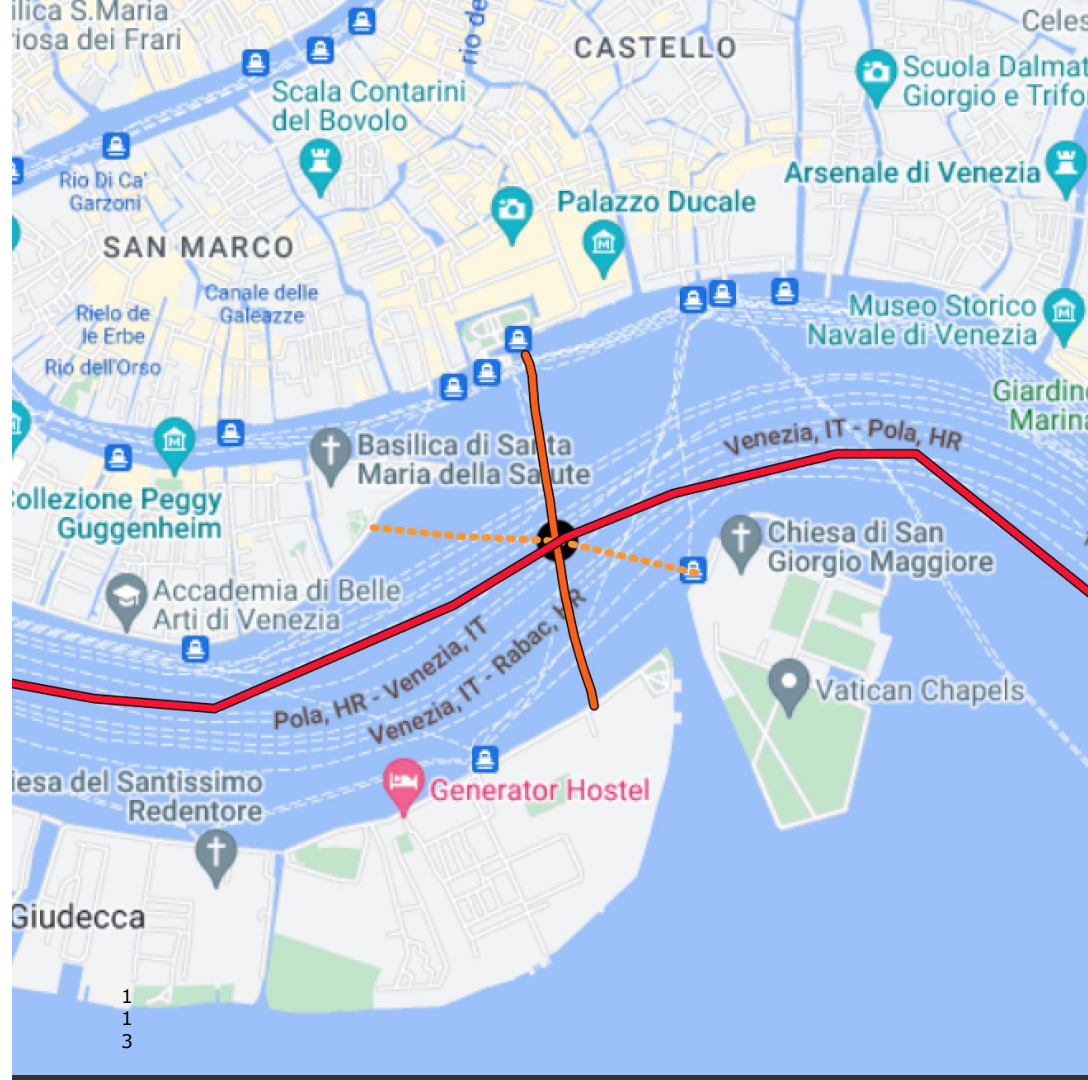 ilica S.Maria
riosa dei Frari
rio de
CASTELLO
Celes
Scuola Dalmat
Giorgio e Trifo
Scala Contarini
del Bovolo
Arsenale di Venezia
Rio Di Ca'
Garzoni
Palazzo Ducale
SAN MARCO
Canale delle
Galeazze
Rielo de
le Erbe
Rio dell'Orso
Museo Storico
Navale di Venezia
Giardino
Marina
Venezia, IT - Pola, HR
Basilica di Santa
Maria della Salute
Collezione Peggy
Guggenheim
Chiesa di San
Giorgio Maggiore
Accademia di Belle
Arti di Venezia
Pola, HR - Venezia, IT
Venezia, IT - Rabac, HR
Vatican Chapels
iesa del Santissimo
Redentore
Generator Hostel
Giudecca
1
1
3